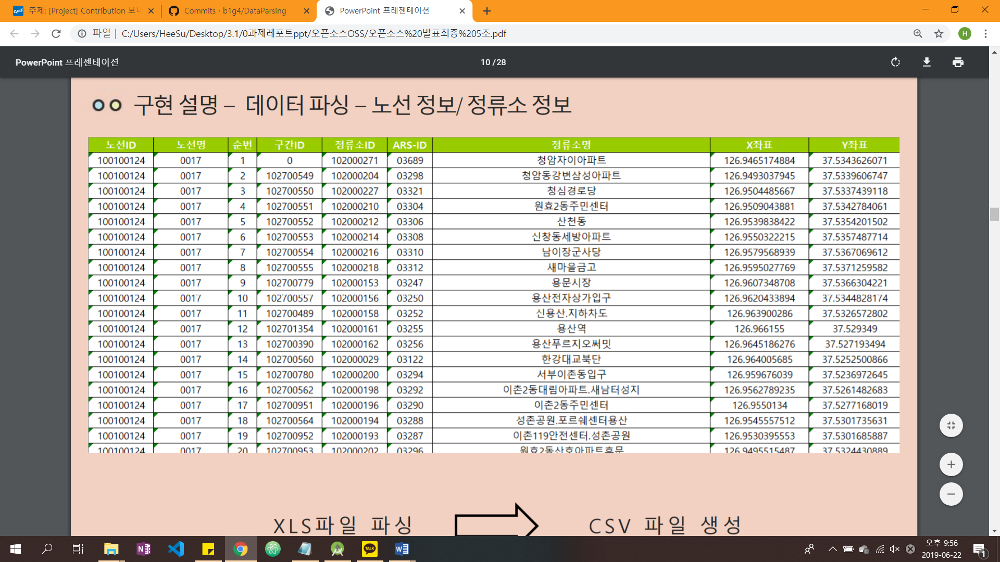 주제: [Project] Contribution 보너
Commits · b1g4/DataParsing
PowerPoint 프레젠테이션
파일 | C:/Users/HeeSu/Desktop/3.1/0과제레포트ppt/오픈소스OSS/오픈소스%20발표최종%205조.pdf
H
PowerPoint 프레젠테이션
10 /28
구현 설명 – 데이터 파싱 – 노선 정보/ 정류소 정보
노선ID 노선명 순번 구간ID 정류소ID ARS-ID 정류소명 X좌표 Y좌표
100100124 0017 1 0 102000271 03689 청암자이아파트 126.9465174884 37.5343626071
100100124 0017 2 102700549 102000204 03298 청암동강변삼성아파트 126.9493037945 37.5339606747
100100124 0017 3 102700550 102000227 03321 청심경로당 126.9504485667 37.5337439118
100100124 0017 4 102700551 102000210 03304 원효2동주민센터 126.9509043881 37.5342784061
100100124 0017 5 102700552 102000212 03306 산천동 126.9539838422 37.5354201502
100100124 0017 6 102700553 102000214 03308 신창동세방아파트 126.9550322215 37.5357487714
100100124 0017 7 102700554 102000216 03310 남이장군사당 126.9579568939 37.5367069612
100100124 0017 8 102700555 102000218 03312 새마을금고 126.9595027769 37.5371259582
100100124 0017 9 102700779 102000153 03247 용문시장 126.9607348708 37.5366304221
100100124 0017 10 102700557 102000156 03250 용산전자상가입구 126.9620433894 37.5344828174
100100124 0017 11 102700489 102000158 03252 신용산.지하차도 126.963900286 37.5326572802
100100124 0017 12 102701354 102000161 03255 용산역 126.966155 37.529349
100100124 0017 13 102700390 102000162 03256 용산푸르지오써밋 126.9645186276 37.527193494
100100124 0017 14 102700560 102000029 03122 한강대교북단 126.964005685 37.5252500866
100100124 0017 15 102700780 102000200 03294 서부이촌동입구 126.959676039 37.5236972645
100100124 0017 16 102700562 102000198 03292 이촌2동대림아파트.새남터성지 126.9562789235 37.5261482683
100100124 0017 17 102700951 102000196 03290 이촌2동주민센터 126.9550134 37.5277168019
100100124 0017 18 102700564 102000194 03288 성촌공원.포르쉐센터용산 126.9545557512 37.5301735631
100100124 0017 19 102700952 102000193 03287 이촌119안전센터.성촌공원 126.9530395553 37.5301685887
100100124 0017 20 102700953 102000202 03296 원효2동산호아파트후문 126.9495515487 37.5324430889
XLS파일 파싱 CSV 파일 생성
오후 9:56
2019-06-22
1